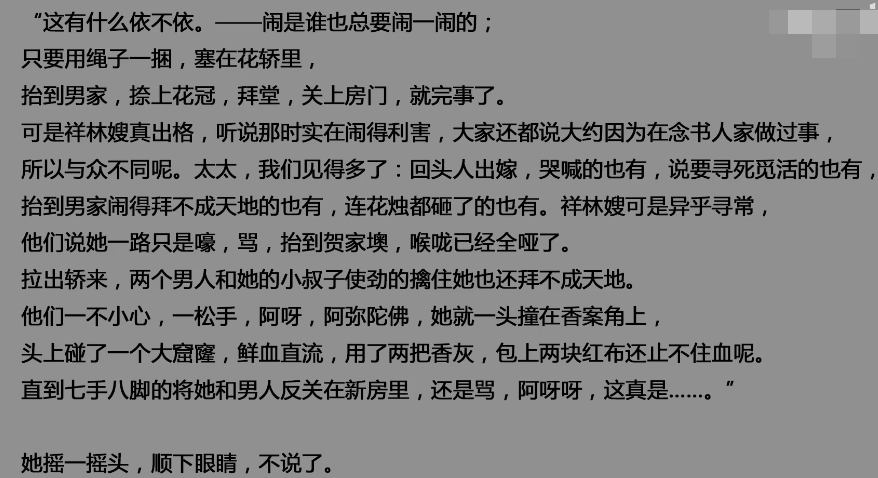 “这有什么依不依。——闹是谁也总要闹一闹的；
只要用绳子一捆，塞在花轿里，
抬到男家，捺上花冠，拜堂，关上房门，就完事了。
可是祥林嫂真出格，听说那时实在闹得利害，大家还都说大约因为在念书人家做过事，
所以与众不同呢。太太，我们见得多了：回头人出嫁，哭喊的也有，说要寻死觅活的也有，
抬到男家闹得拜不成天地的也有，连花烛都砸了的也有。祥林嫂可是异乎寻常，
他们说她一路只是嚎，骂，抬到贺家墺，喉咙已经全哑了。
拉出轿来，两个男人和她的小叔子使劲的擒住她也还拜不成天地。
他们一不小心，一松手，阿呀，阿弥陀佛，她就一头撞在香案角上，
头上碰了一个大窟窿，鲜血直流，用了两把香灰，包上两块红布还止不住血呢。
直到七手八脚的将她和男人反关在新房里，还是骂，阿呀呀，这真是……。”
她摇一摇头，顺下眼睛，不说了。